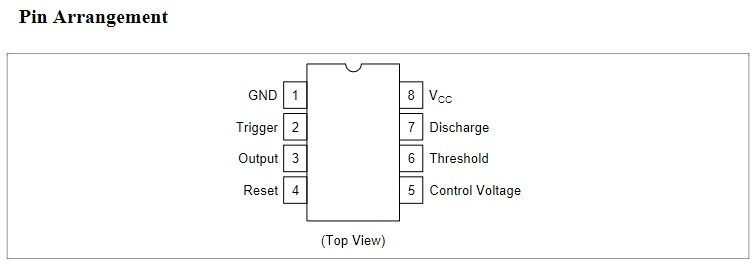 Pin Arrangement
GND 1 8 VCC
Trigger 2 7 Discharge
Output 3 6 Threshold
Reset 4 5 Control Voltage
(Top View)